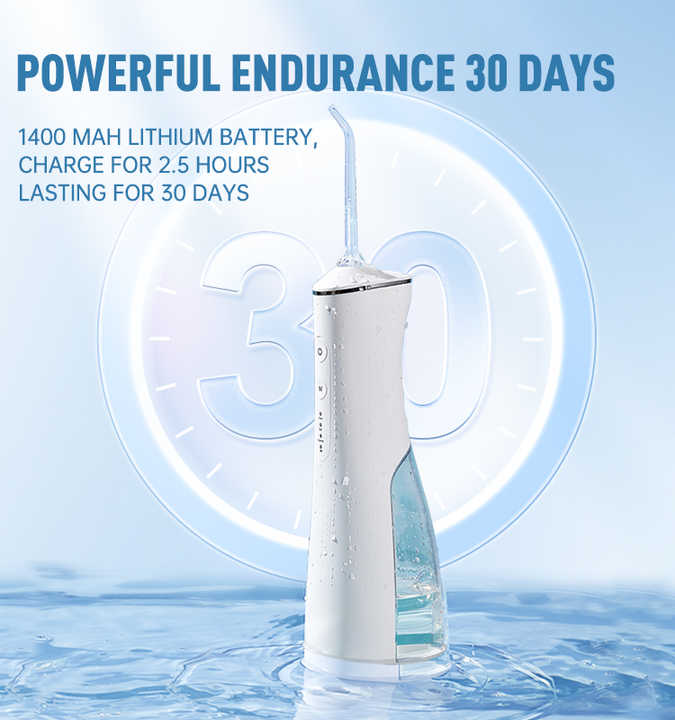 POWERFUL ENDURANCE 30 DAYS
1400 MAH LITHIUM BATTERY,
CHARGE FOR 2.5 HOURS
LASTING FOR 30 DAYS
30